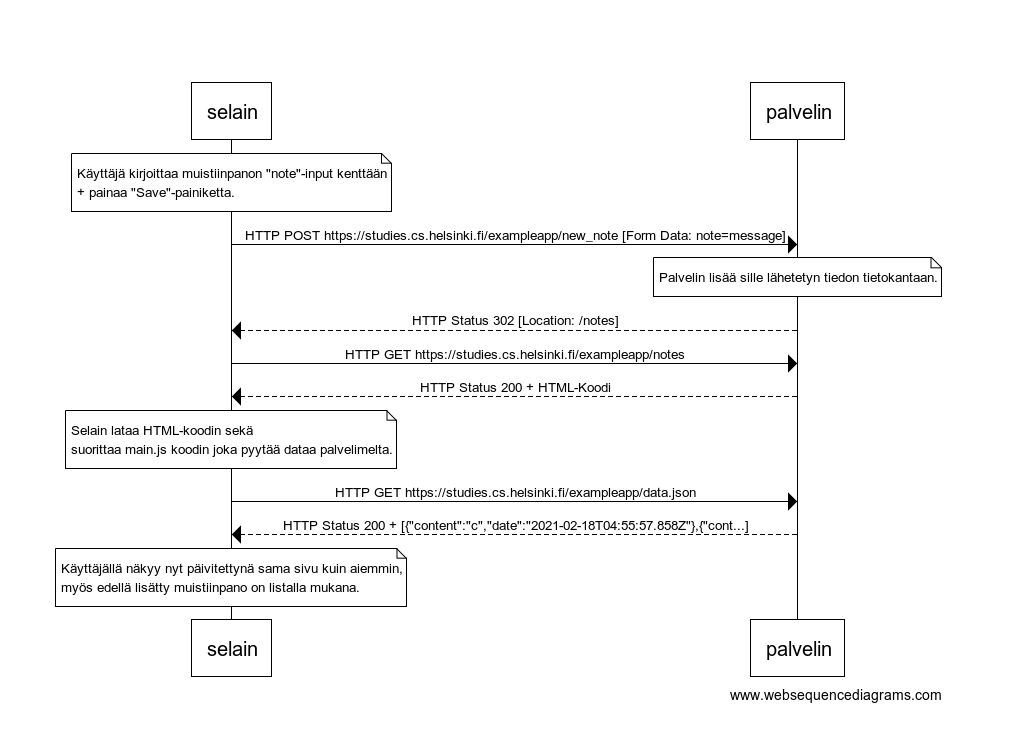 selain
palvelin
Käyttäjä kirjoittaa muistiinpanon "note"-input kenttään
+ painaa "Save"-painiketta.
HTTP POST https://studies.cs.helsinki.fi/exampleapp/new_note [Form Data: note=message]
Palvelin lisää sille lähetetyn tiedon tietokantaan.
HTTP Status 302 [Location: /notes]
HTTP GET https://studies.cs.helsinki.fi/exampleapp/notes
HTTP Status 200 + HTML-Koodi
Selain lataa HTML-koodin sekä
suorittaa main.js koodin joka pyytää dataa palvelimelta.
HTTP GET https://studies.cs.helsinki.fi/exampleapp/data.json
HTTP Status 200 + [{"content":"c","date":"2021-02-18T04:55:57.858Z"},{"cont...]
Käyttäjällä näkyy nyt päivitettynä sama sivu kuin aiemmin,
myös edellä lisätty muistiinpano on listalla mukana.
selain
palvelin
www.websequencediagrams.com